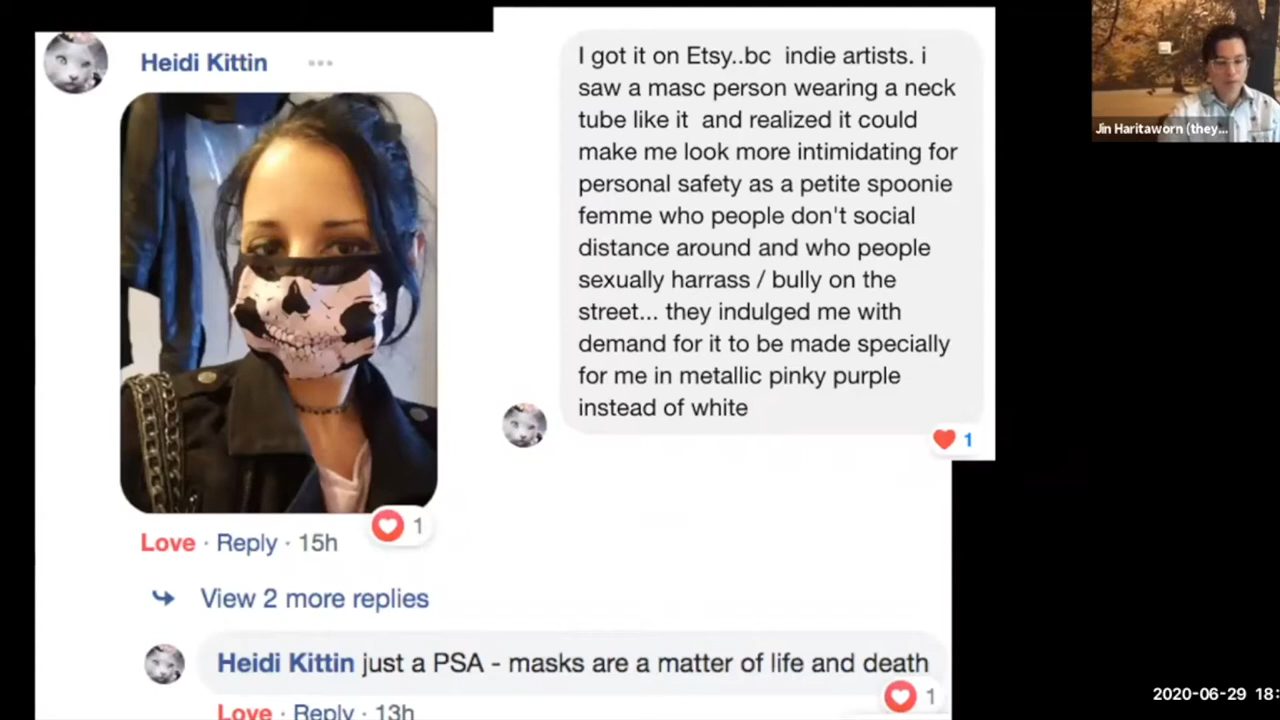 Heidi Kittin
I got it on Etsy..bc  indie artists. i
saw a masc person wearing a neck
tube like it  and realized it could
make me look more intimidating for
personal safety as a petite spoonie
femme who people don't social
distance around and who people
sexually harrass / bully on the
street... they indulged me with
demand for it to be made specially
for me in metallic pinky purple
instead of white
1
1
Love · Reply · 15h
View 2 more replies
Heidi Kittin just a PSA - masks are a matter of life and death
1
Love · Reply · 13h
Jin Haritaworn (they...
2020-06-29 18: